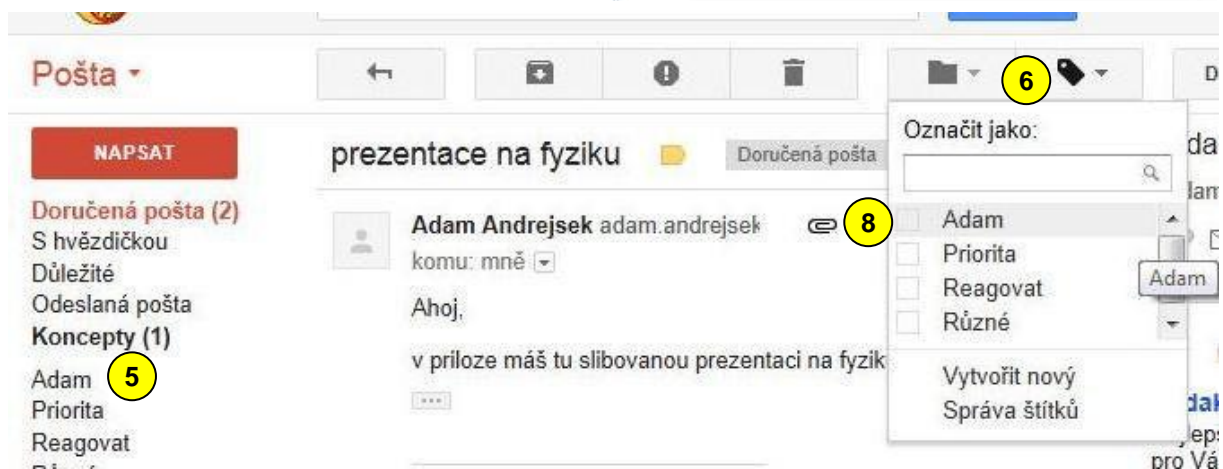 Pošta
6
D
NAPSAT
prezentace na fyziku
Doručená pošta
Označit jako:
Doručená pošta (2)
S hvězdičkou
Důležité
Odeslaná pošta
Koncepty (1)
Adam 5
Priorita
Reagovat
Adam Andrejsek adam.andrejsek
8
komu: mně
Ahoj,
v priloze máš tu slibovanou prezentaci na fyzik
Adam
Priorita
Reagovat
Různé
Adam
Vytvořit nový
Správa štítků
pro Vá